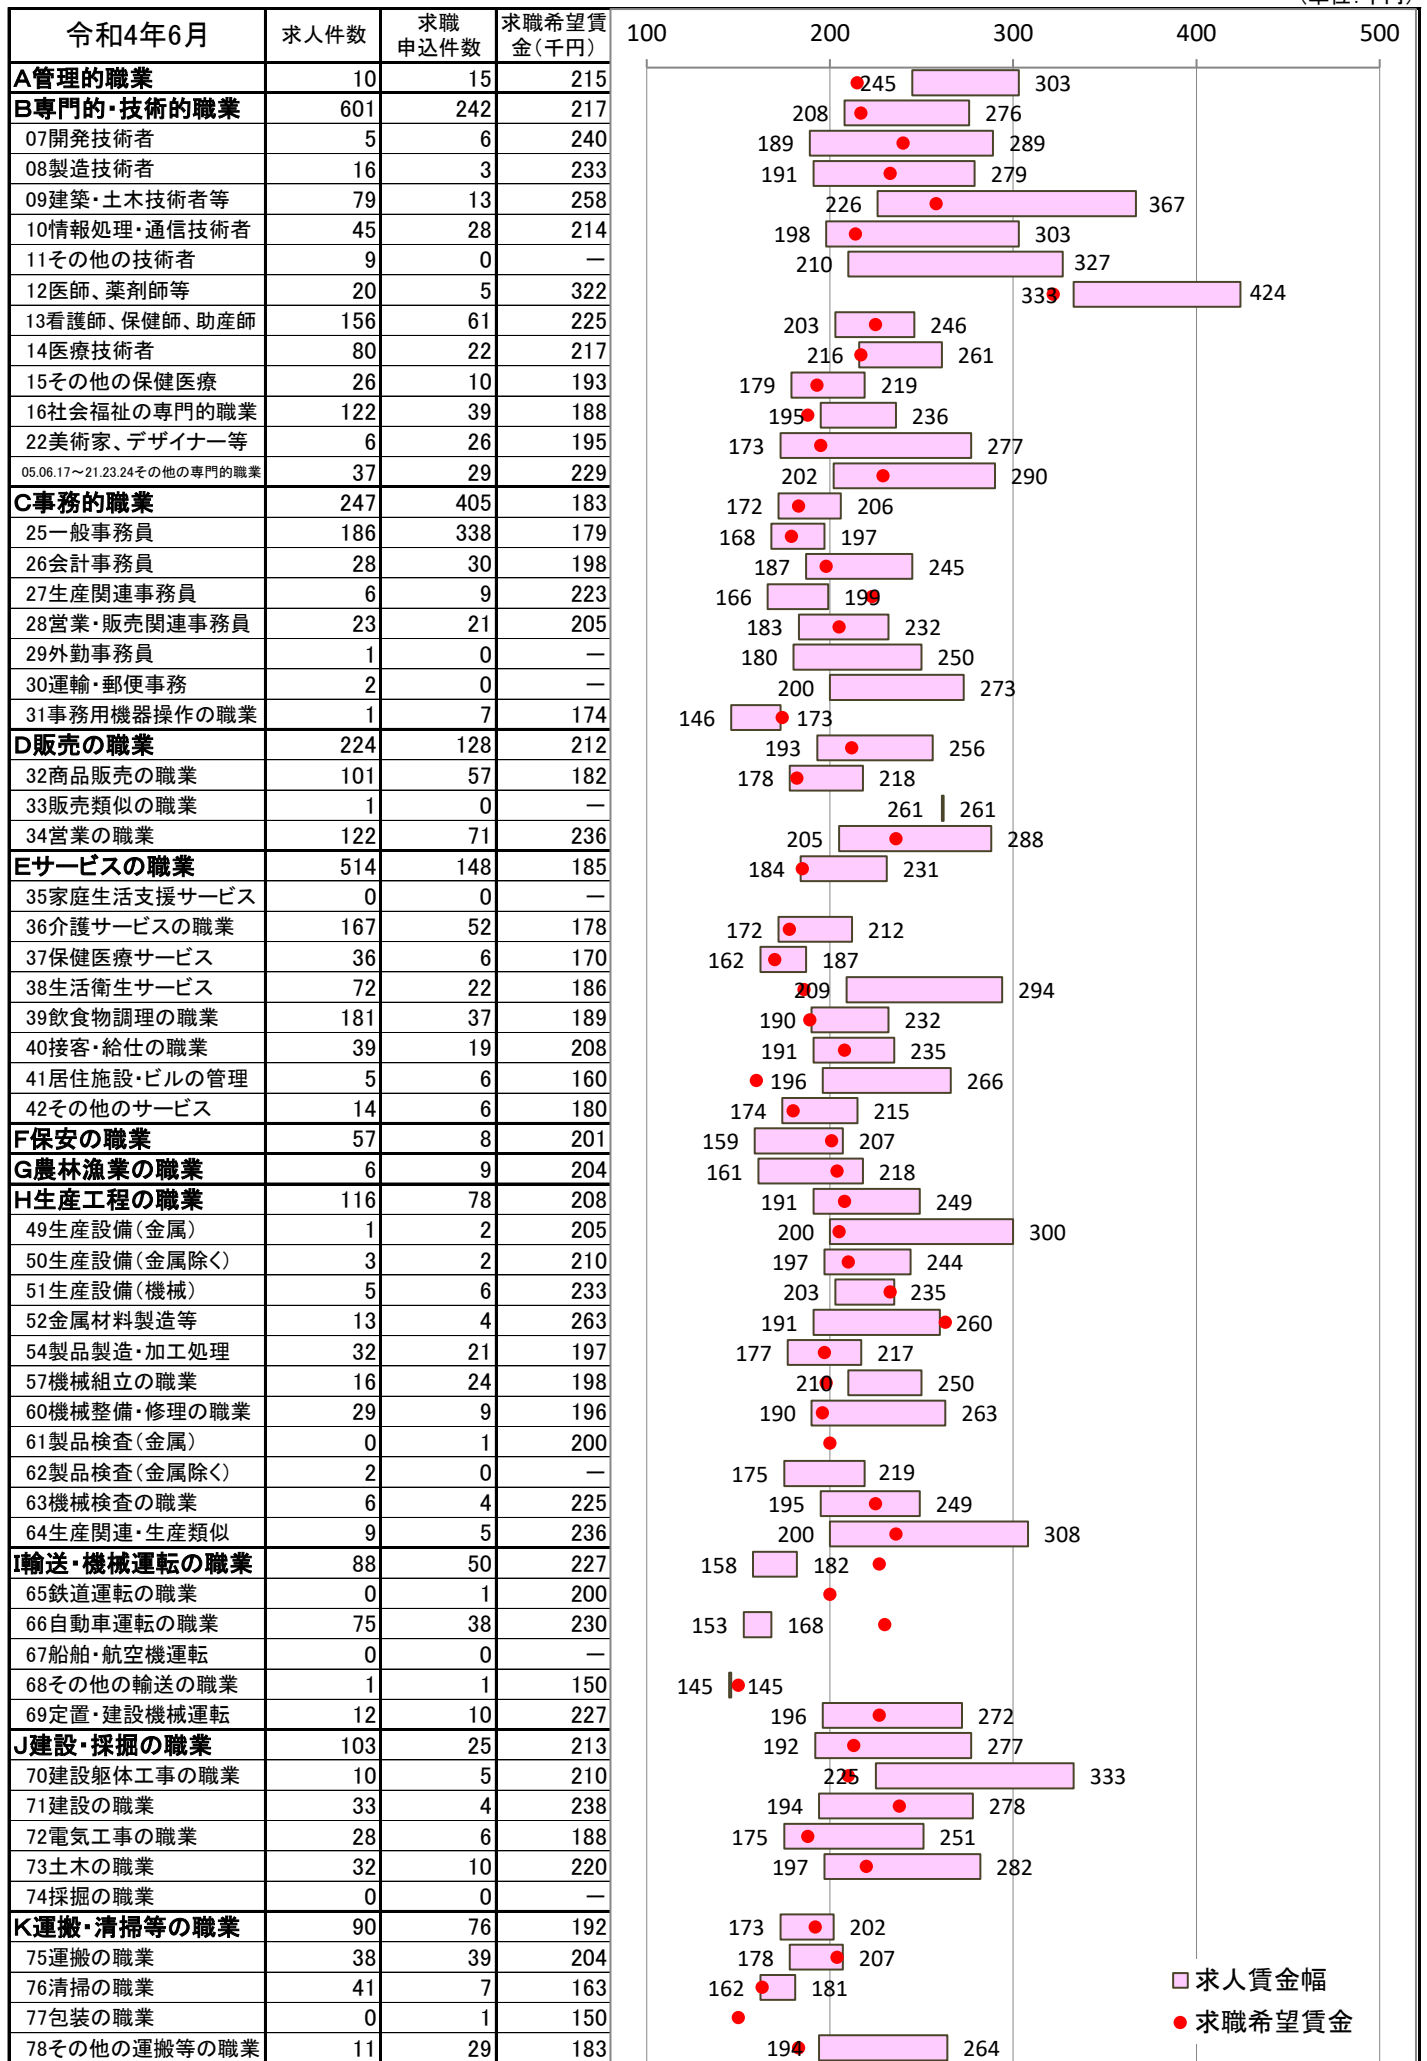 (単位:千円)
令和4年6月 求人件数 求職申込件数 求職希望賃金(千円) 100 200 300 400 500
A管理的職業 10 15 215 245 303
B専門的・技術的職業 601 242 217 208 276
07開発技術者 5 6 240 189 289
08製造技術者 16 3 233 191 279
09建築・土木技術者等 79 13 258 226 367
10情報処理・通信技術者 45 28 214 198 303
11その他の技術者 9 0 ― 210 327
12医師、薬剤師等 20 5 322 333 424
13看護師、保健師、助産師 156 61 225 203 246
14医療技術者 80 22 217 216 261
15その他の保健医療 26 10 193 179 219
16社会福祉の専門的職業 122 39 188 195 236
22美術家、デザイナー等 6 26 195 173 277
05.06.17～21.23.24その他の専門的職業 37 29 229 202 290
C事務的職業 247 405 183 172 206
25一般事務員 186 338 179 168 197
26会計事務員 28 30 198 187 245
27生産関連事務員 6 9 223 166 199
28営業・販売関連事務員 23 21 205 183 232
29外勤事務員 1 0 ― 180 250
30運輸・郵便事務 2 0 ― 200 273
31事務用機器操作の職業 1 7 174 146 173
D販売の職業 224 128 212 193 256
32商品販売の職業 101 57 182 178 218
33販売類似の職業 1 0 ― 261 261
34営業の職業 122 71 236 205 288
Eサービスの職業 514 148 185 184 231
35家庭生活支援サービス 0 0 ―
36介護サービスの職業 167 52 178 172 212
37保健医療サービス 36 6 170 162 187
38生活衛生サービス 72 22 186 209 294
39飲食物調理の職業 181 37 189 190 232
40接客・給仕の職業 39 19 208 191 235
41居住施設・ビルの管理 5 6 160 196 266
42その他のサービス 14 6 180 174 215
F保安の職業 57 8 201 159 207
G農林漁業の職業 6 9 204 161 218
H生産工程の職業 116 78 208 191 249
49生産設備(金属) 1 2 205 200 300
50生産設備(金属除く) 3 2 210 197 244
51生産設備(機械) 5 6 233 203 235
52金属材料製造等 13 4 263 191 260
54製品製造・加工処理 32 21 197 177 217
57機械組立の職業 16 24 198 210 250
60機械整備・修理の職業 29 9 196 190 263
61製品検査(金属) 0 1 200
62製品検査(金属除く) 2 0 ― 175 219
63機械検査の職業 6 4 225 195 249
64生産関連・生産類似 9 5 236 200 308
I輸送・機械運転の職業 88 50 227 158 182
65鉄道運転の職業 0 1 200
66自動車運転の職業 75 38 230 153 168
67船舶・航空機運転 0 0 ―
68その他の輸送の職業 1 1 150 145 145
69定置・建設機械運転 12 10 227 196 272
J建設・採掘の職業 103 25 213 192 277
70建設躯体工事の職業 10 5 210 225 333
71建設の職業 33 4 238 194 278
72電気工事の職業 28 6 188 175 251
73土木の職業 32 10 220 197 282
74採掘の職業 0 0 ―
K運搬・清掃等の職業 90 76 192 173 202
75運搬の職業 38 39 204 178 207
76清掃の職業 41 7 163 162 181
77包装の職業 0 1 150
78その他の運搬等の職業 11 29 183 194 264
求人賃金幅
求職希望賃金